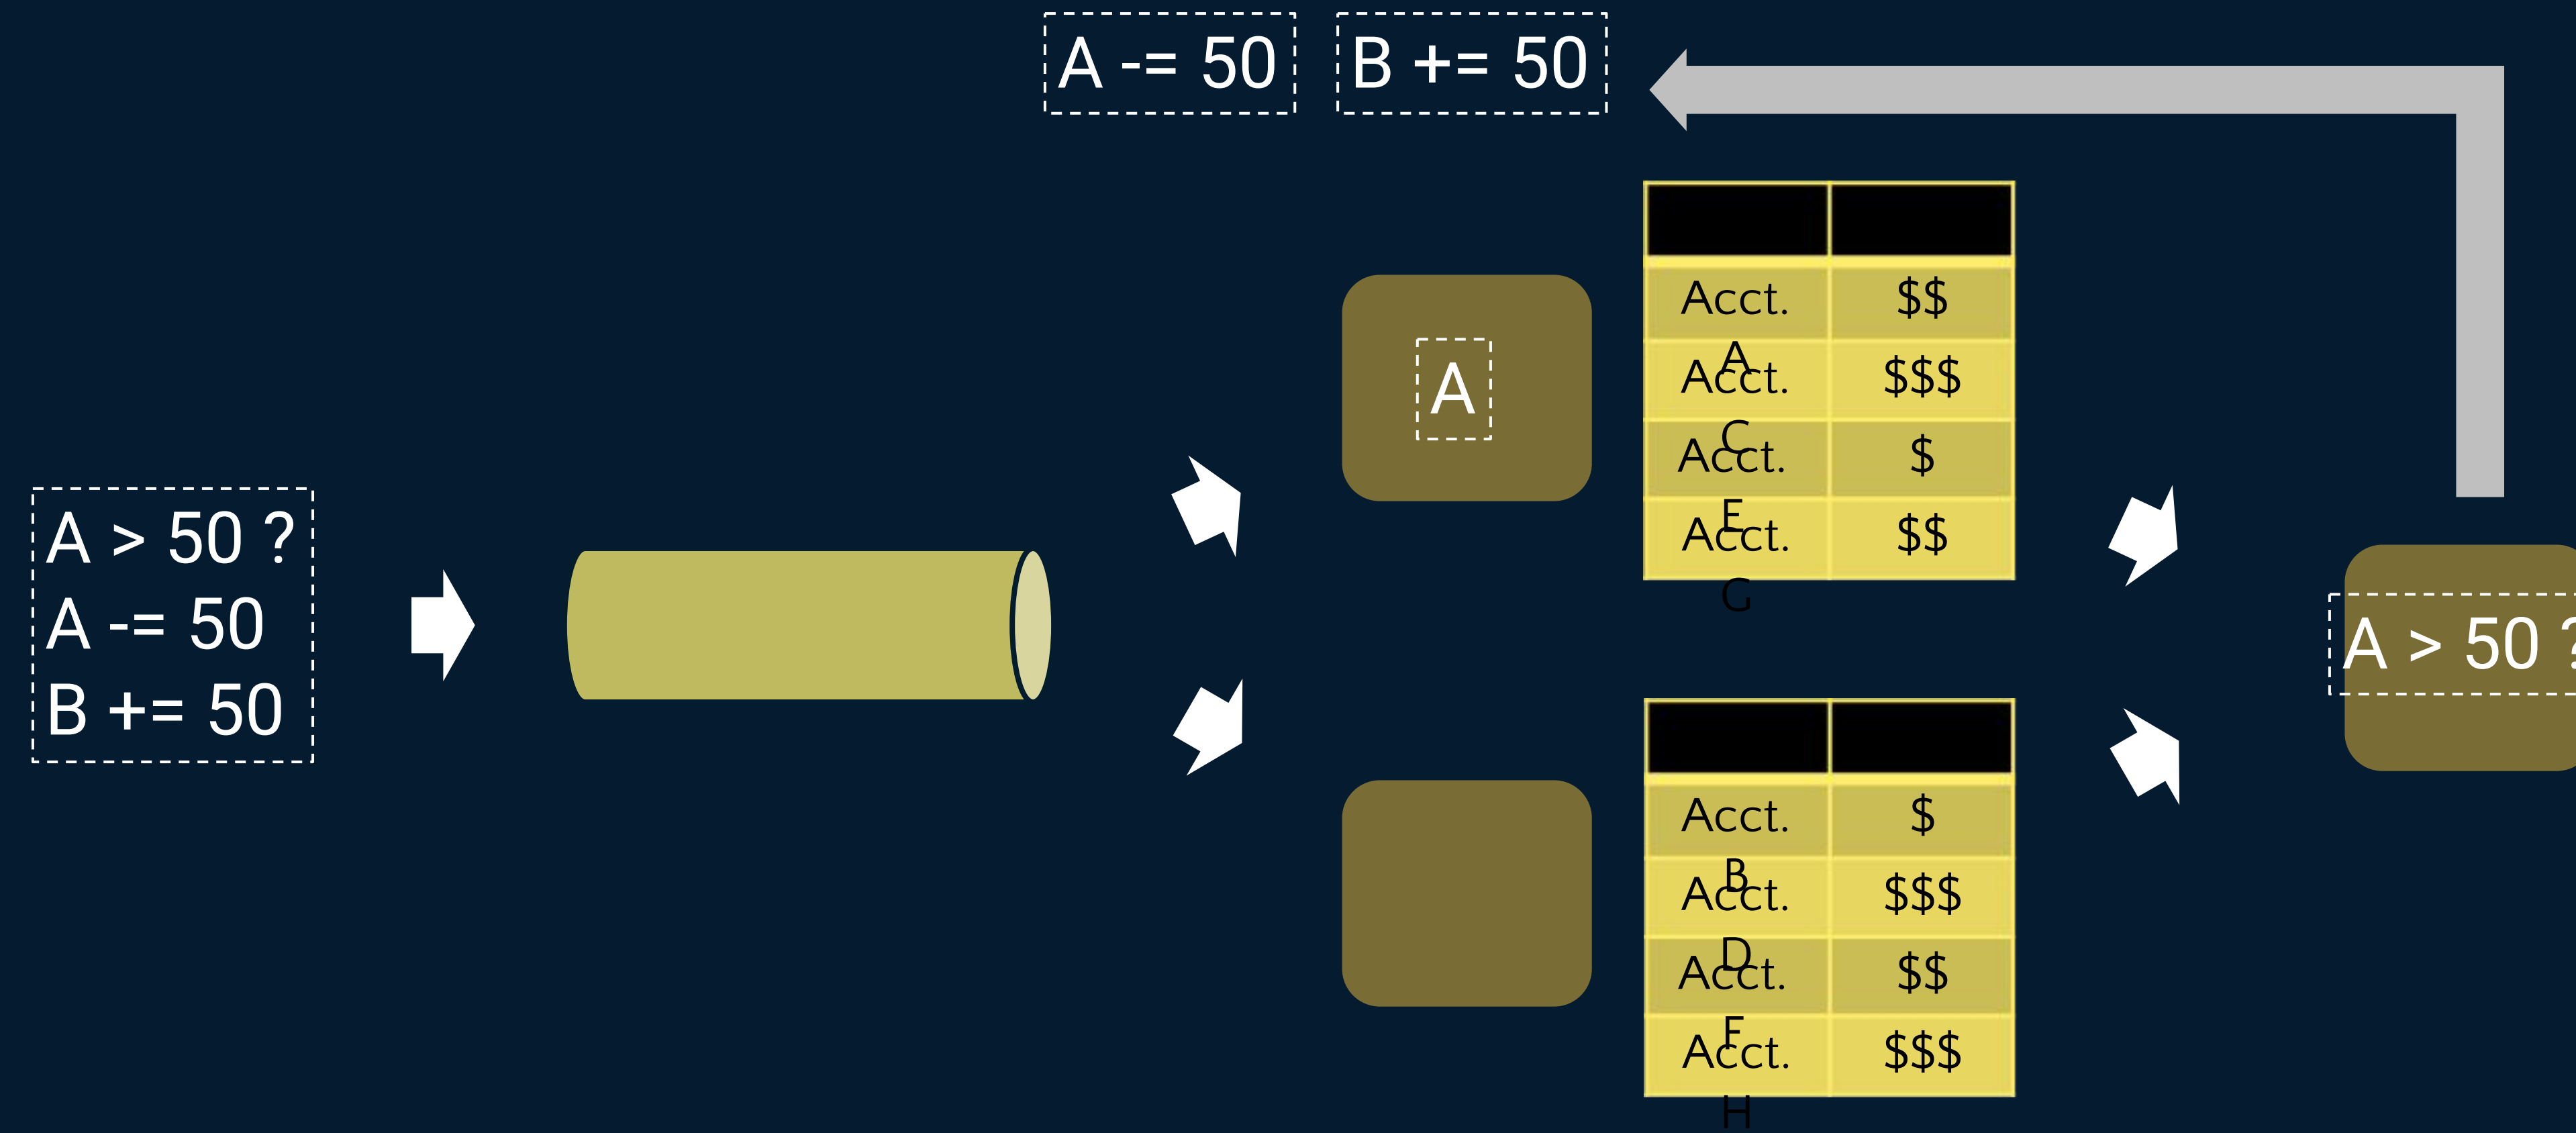 A -= 50
B += 50
A > 50 ?
A -= 50
B += 50
A
Acct. A $$
Acct. C $$$
Acct. E $
Acct. G $$
A > 50 ?
Acct. B $
Acct. D $$$
Acct. F $$
Acct. H $$$